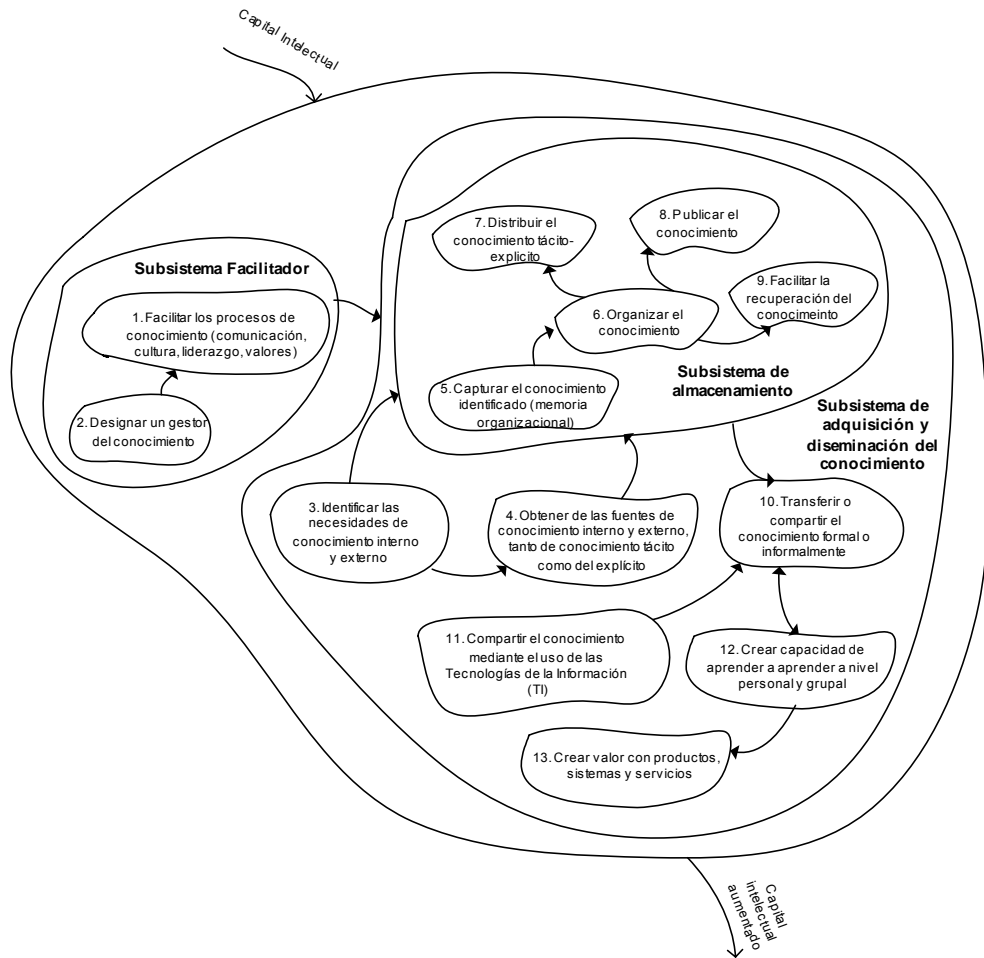 Capital Intelectual
7. Distribuir el
conocimiento tácito-
explicito
8. Publicar el
conocimiento
Subsistema Facilitador
9. Facilitar la
recuperación del
conocimeinto
1. Facilitar los procesos de
conocimiento (comunicación,
cultura, liderazgo, valores)
6. Organizar el
conocimiento
Subsistema de
almacenamiento
5. Capturar el conocimiento
identificado (memoria
organizacional)
2. Designar un gestor
del conocimiento
Subsistema de
adquisición y
diseminación del
conocimiento
3. Identificar las
necesidades de
conocimiento interno
y externo
4. Obtener de las fuentes de
conocimiento interno y externo,
tanto de conocimiento tácito
como del explícito
10. Transferir o
compartir el
conocimiento formal o
informalmente
11. Compartir el conocimiento
mediante el uso de las
Tecnologías de la Información
(TI)
12. Crear capacidad de
aprender a aprender a nivel
personal y grupal
13. Crear valor con productos,
sistemas y servicios
Capital
intelectual
aumentado